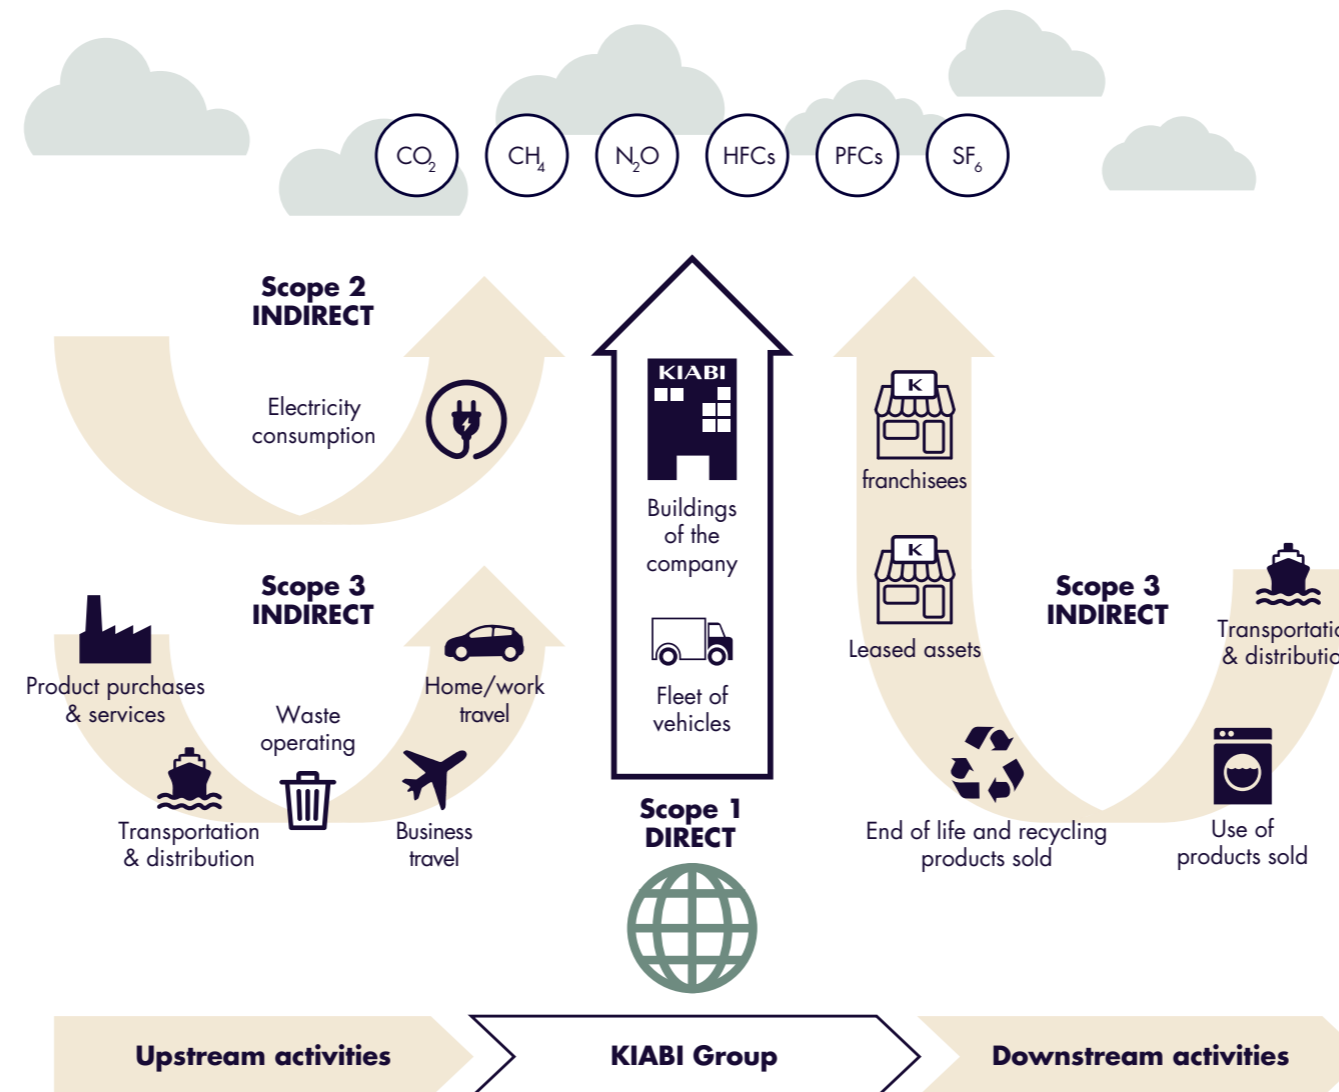 CO2
CH4
N2O
HFCs
PFCs
SF6
Scope 2
INDIRECT
Electricity
consumption
Scope 3
INDIRECT
Product purchases
& services
Transportation
& distribution
Waste
operating
Business
travel
Home/work
travel
KIABI
Buildings
of the
company
Fleet of
vehicles
Scope 1
DIRECT
K
franchisees
K
Leased assets
Scope 3
INDIRECT
End of life and recycling
products sold
Use of
products sold
Transportatio
& distributio
Upstream activities
KIABI Group
Downstream activities